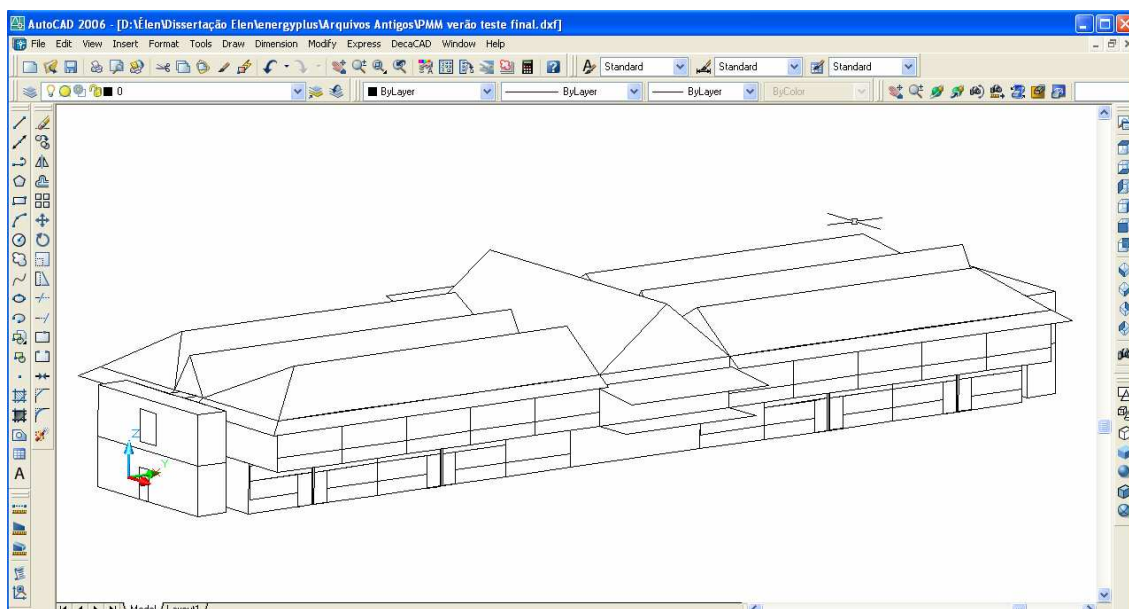 AutoCAD 2006 - [D:\Élen\Dissertação Elen\energyplus\Arquivos Antigos\PMM verão teste final.dxf]
File Edit View Insert Format Tools Draw Dimension Modify Express DecaCAD Window Help
Standard Standard Standard
0 ByLayer ByLayer ByLayer ByColor
A
Z
Y
Model Layout1